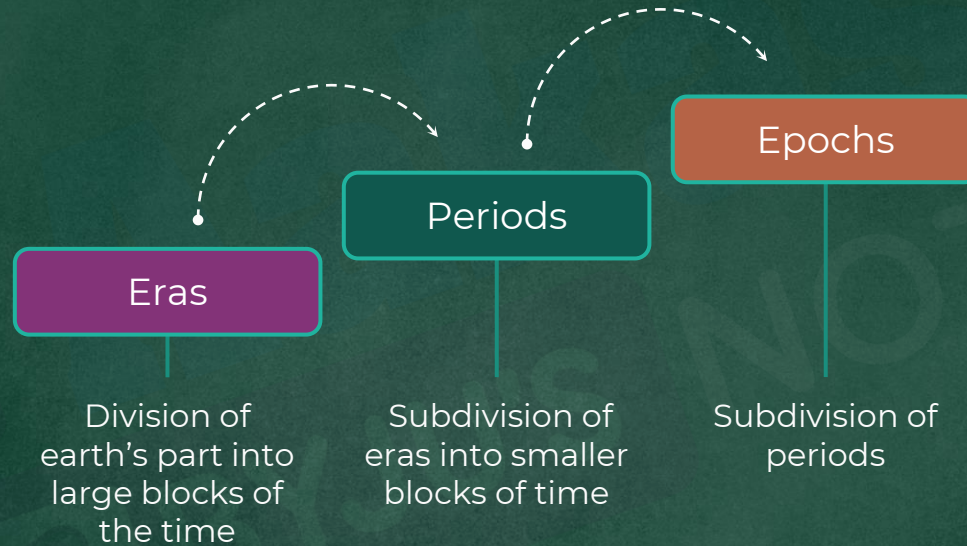 Epochs
Periods
Eras
Division of
earth’s part into
large blocks of
the time
Subdivision of
eras into smaller
blocks of time
Subdivision of
periods